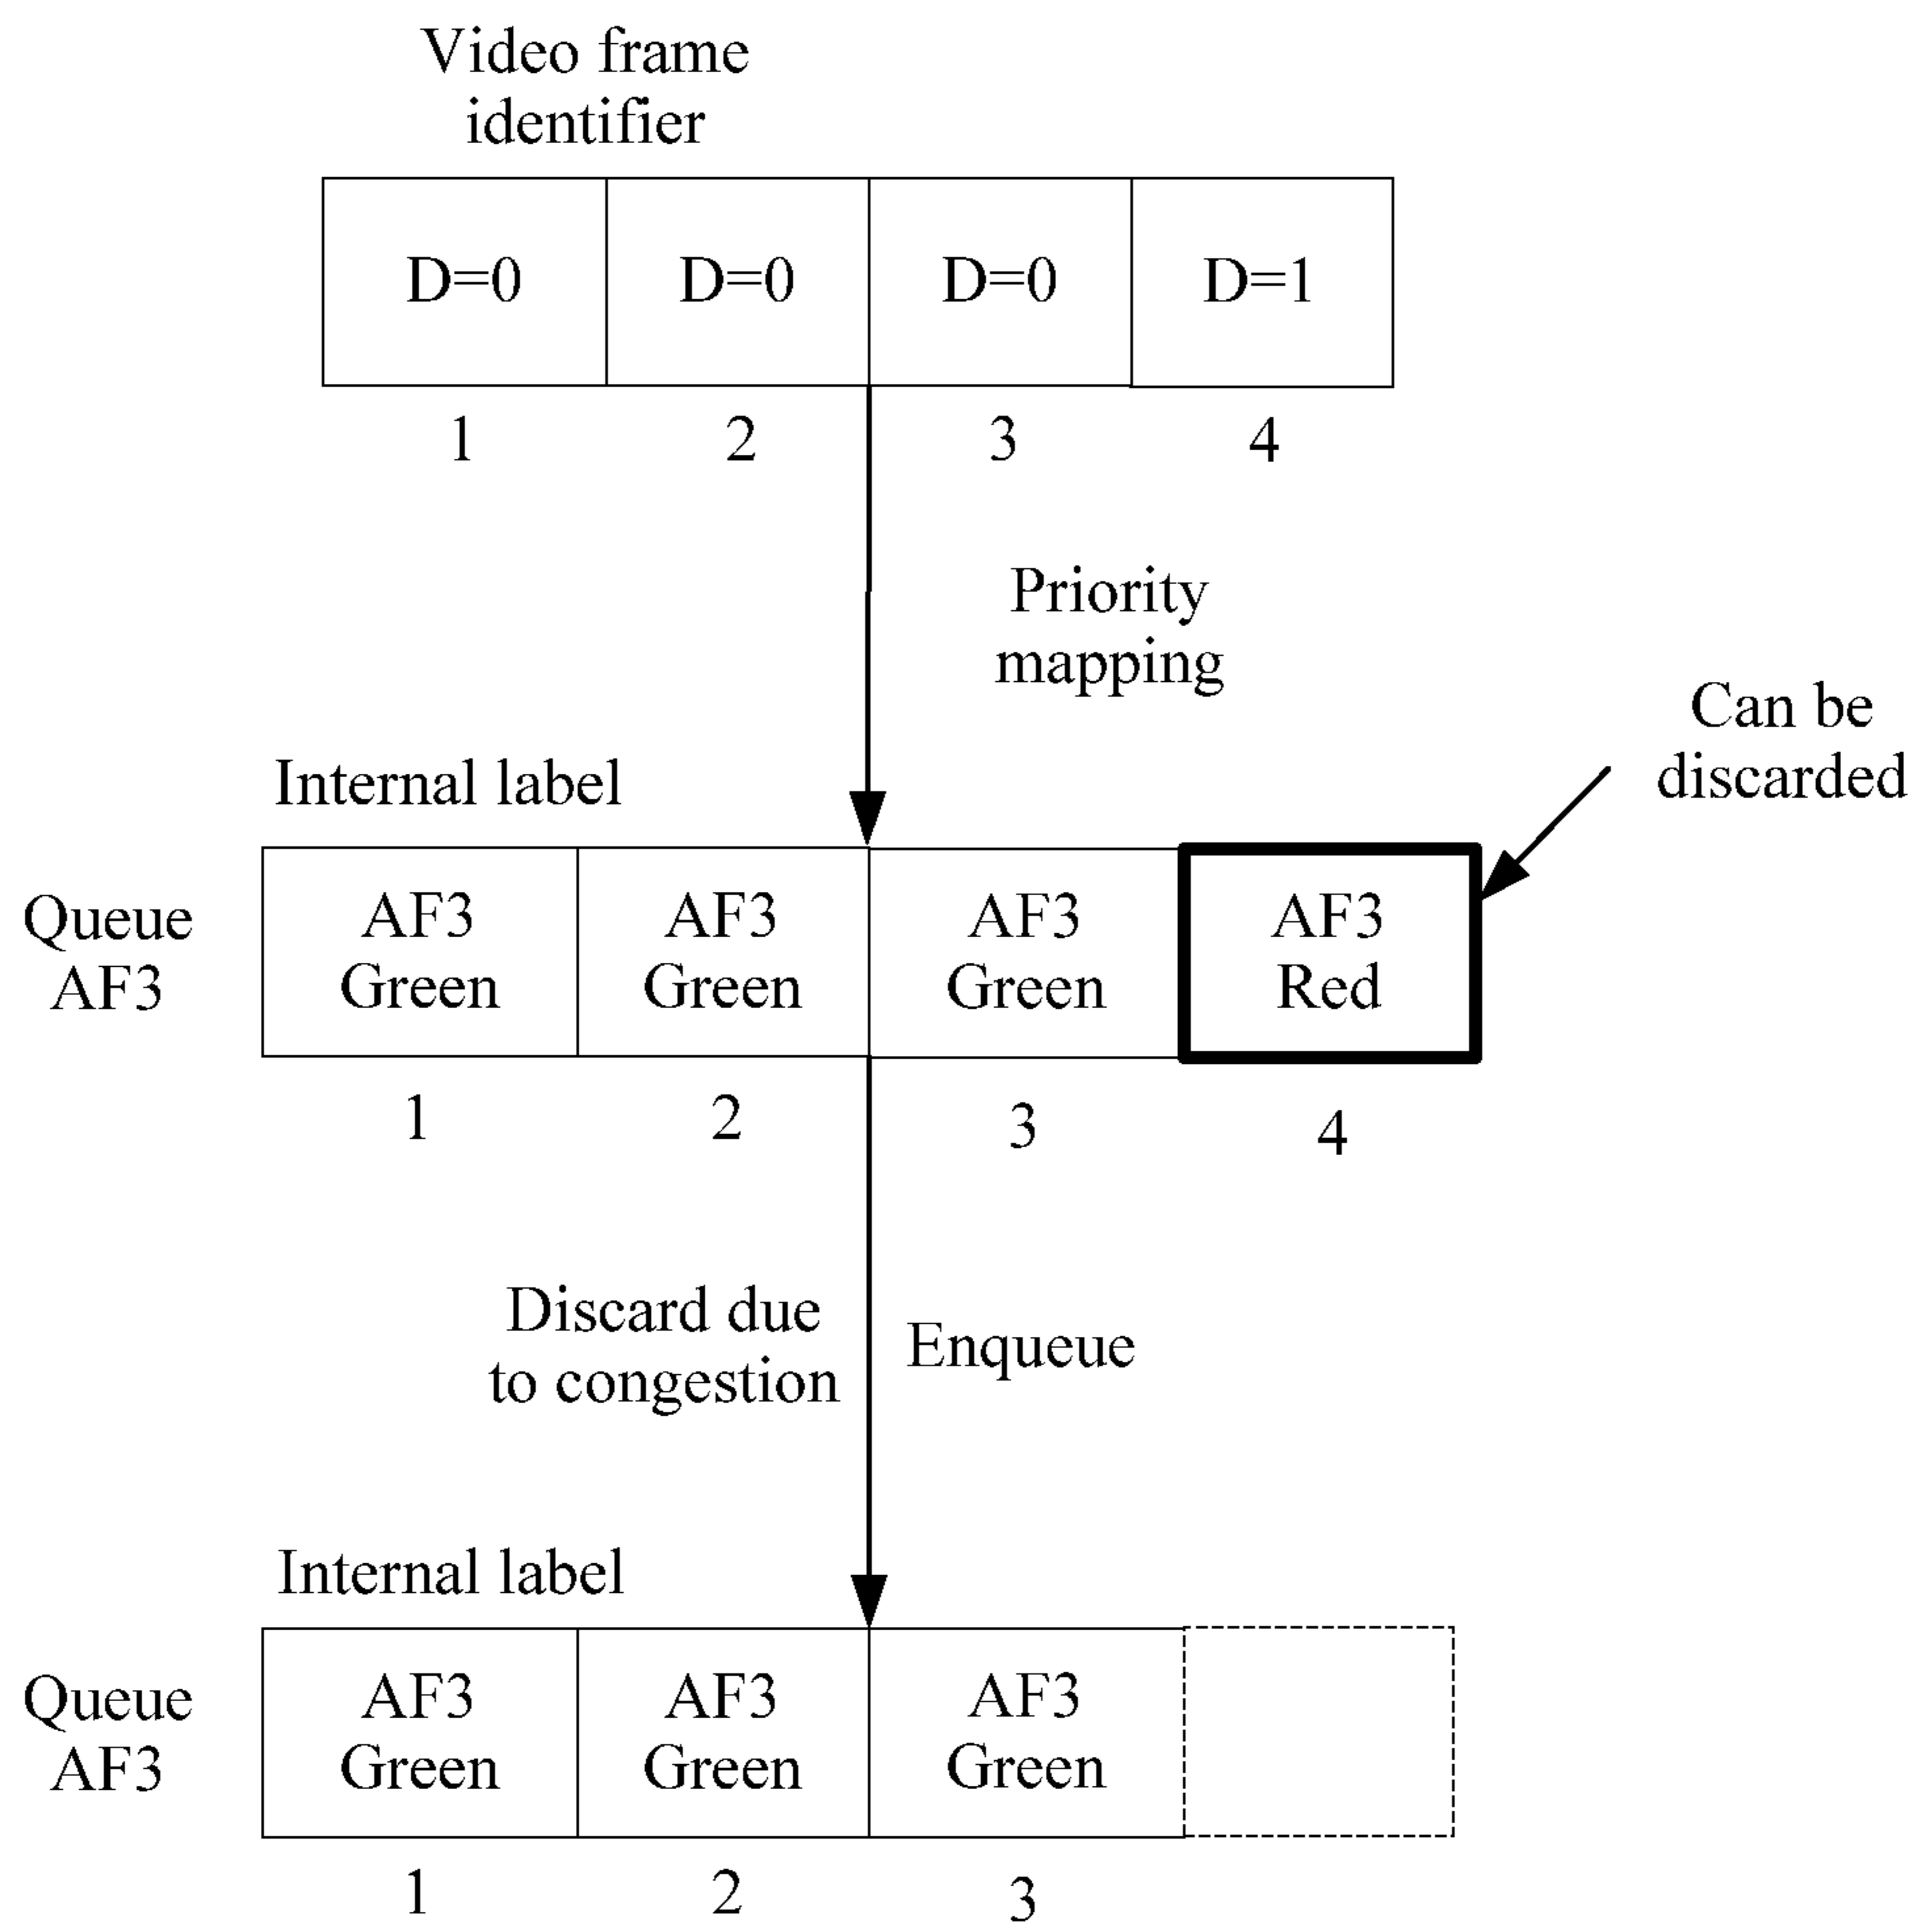 Video frame
identifier
D=0 D=0 D=0 D=1
1 2 3 4
Priority
mapping
Can be
discarded
Internal label
Queue
AF3
AF3 AF3 AF3 AF3
Green Green Green Red
1 2 3 4
Discard due
to congestion
Enqueue
Internal label
Queue
AF3
AF3 AF3 AF3
Green Green Green
1 2 3